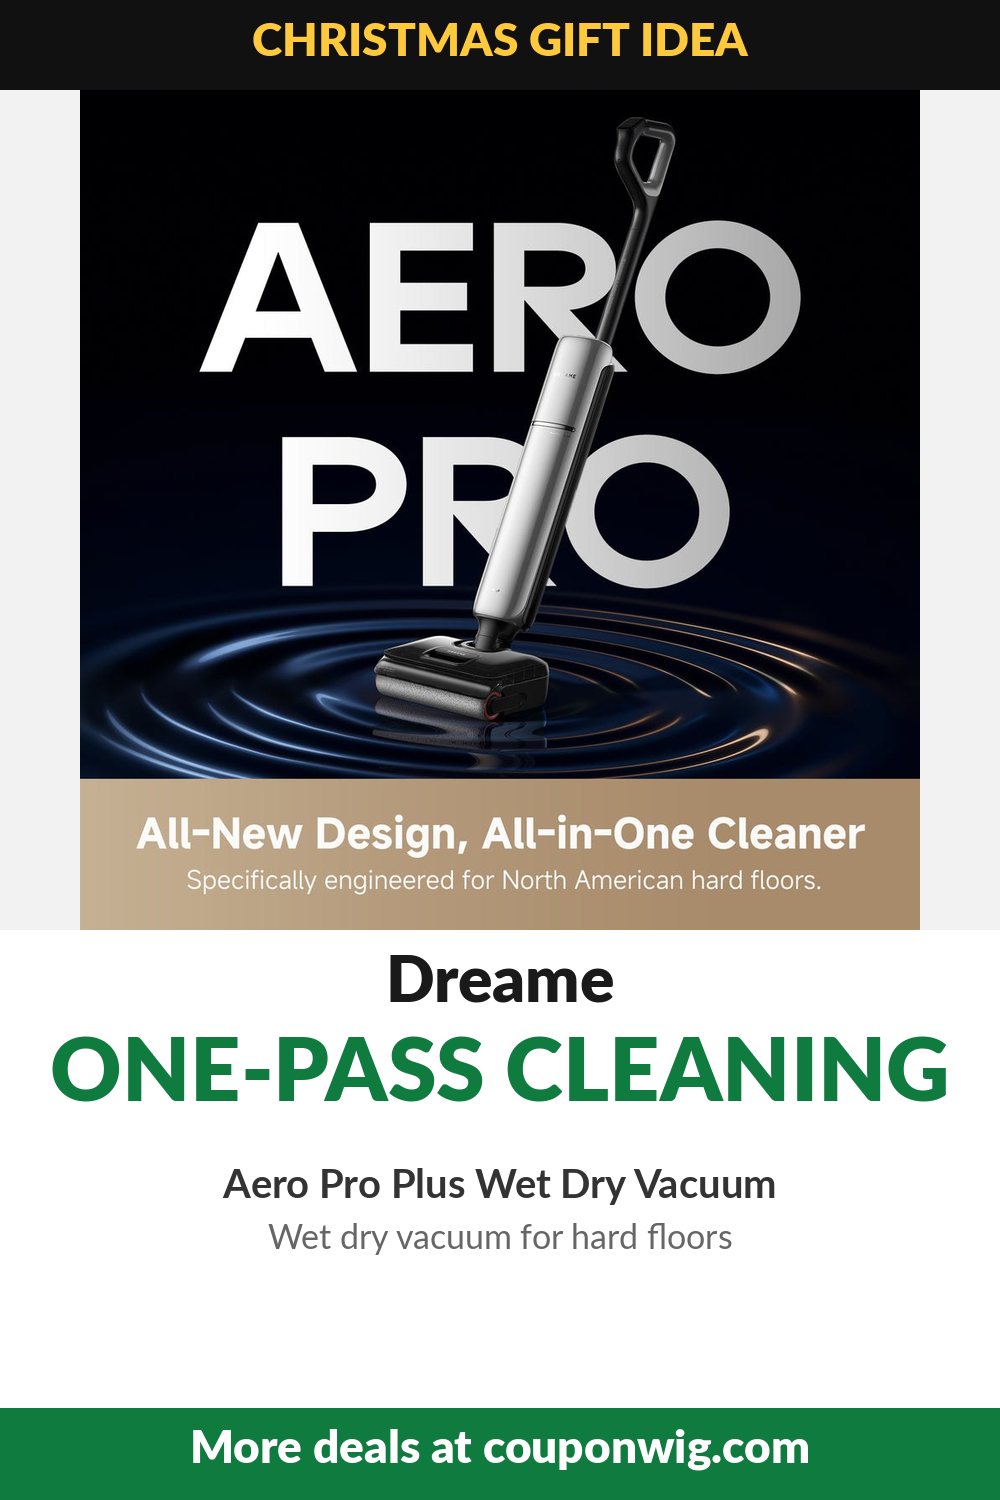 CHRISTMAS GIFT IDEA
AERO
PRO
All-New Design, All-in-One Cleaner
Specifically engineered for North American hard floors.
Dreame
ONE-PASS CLEANING
Aero Pro Plus Wet Dry Vacuum
Wet dry vacuum for hard floors
More deals at couponwig.com